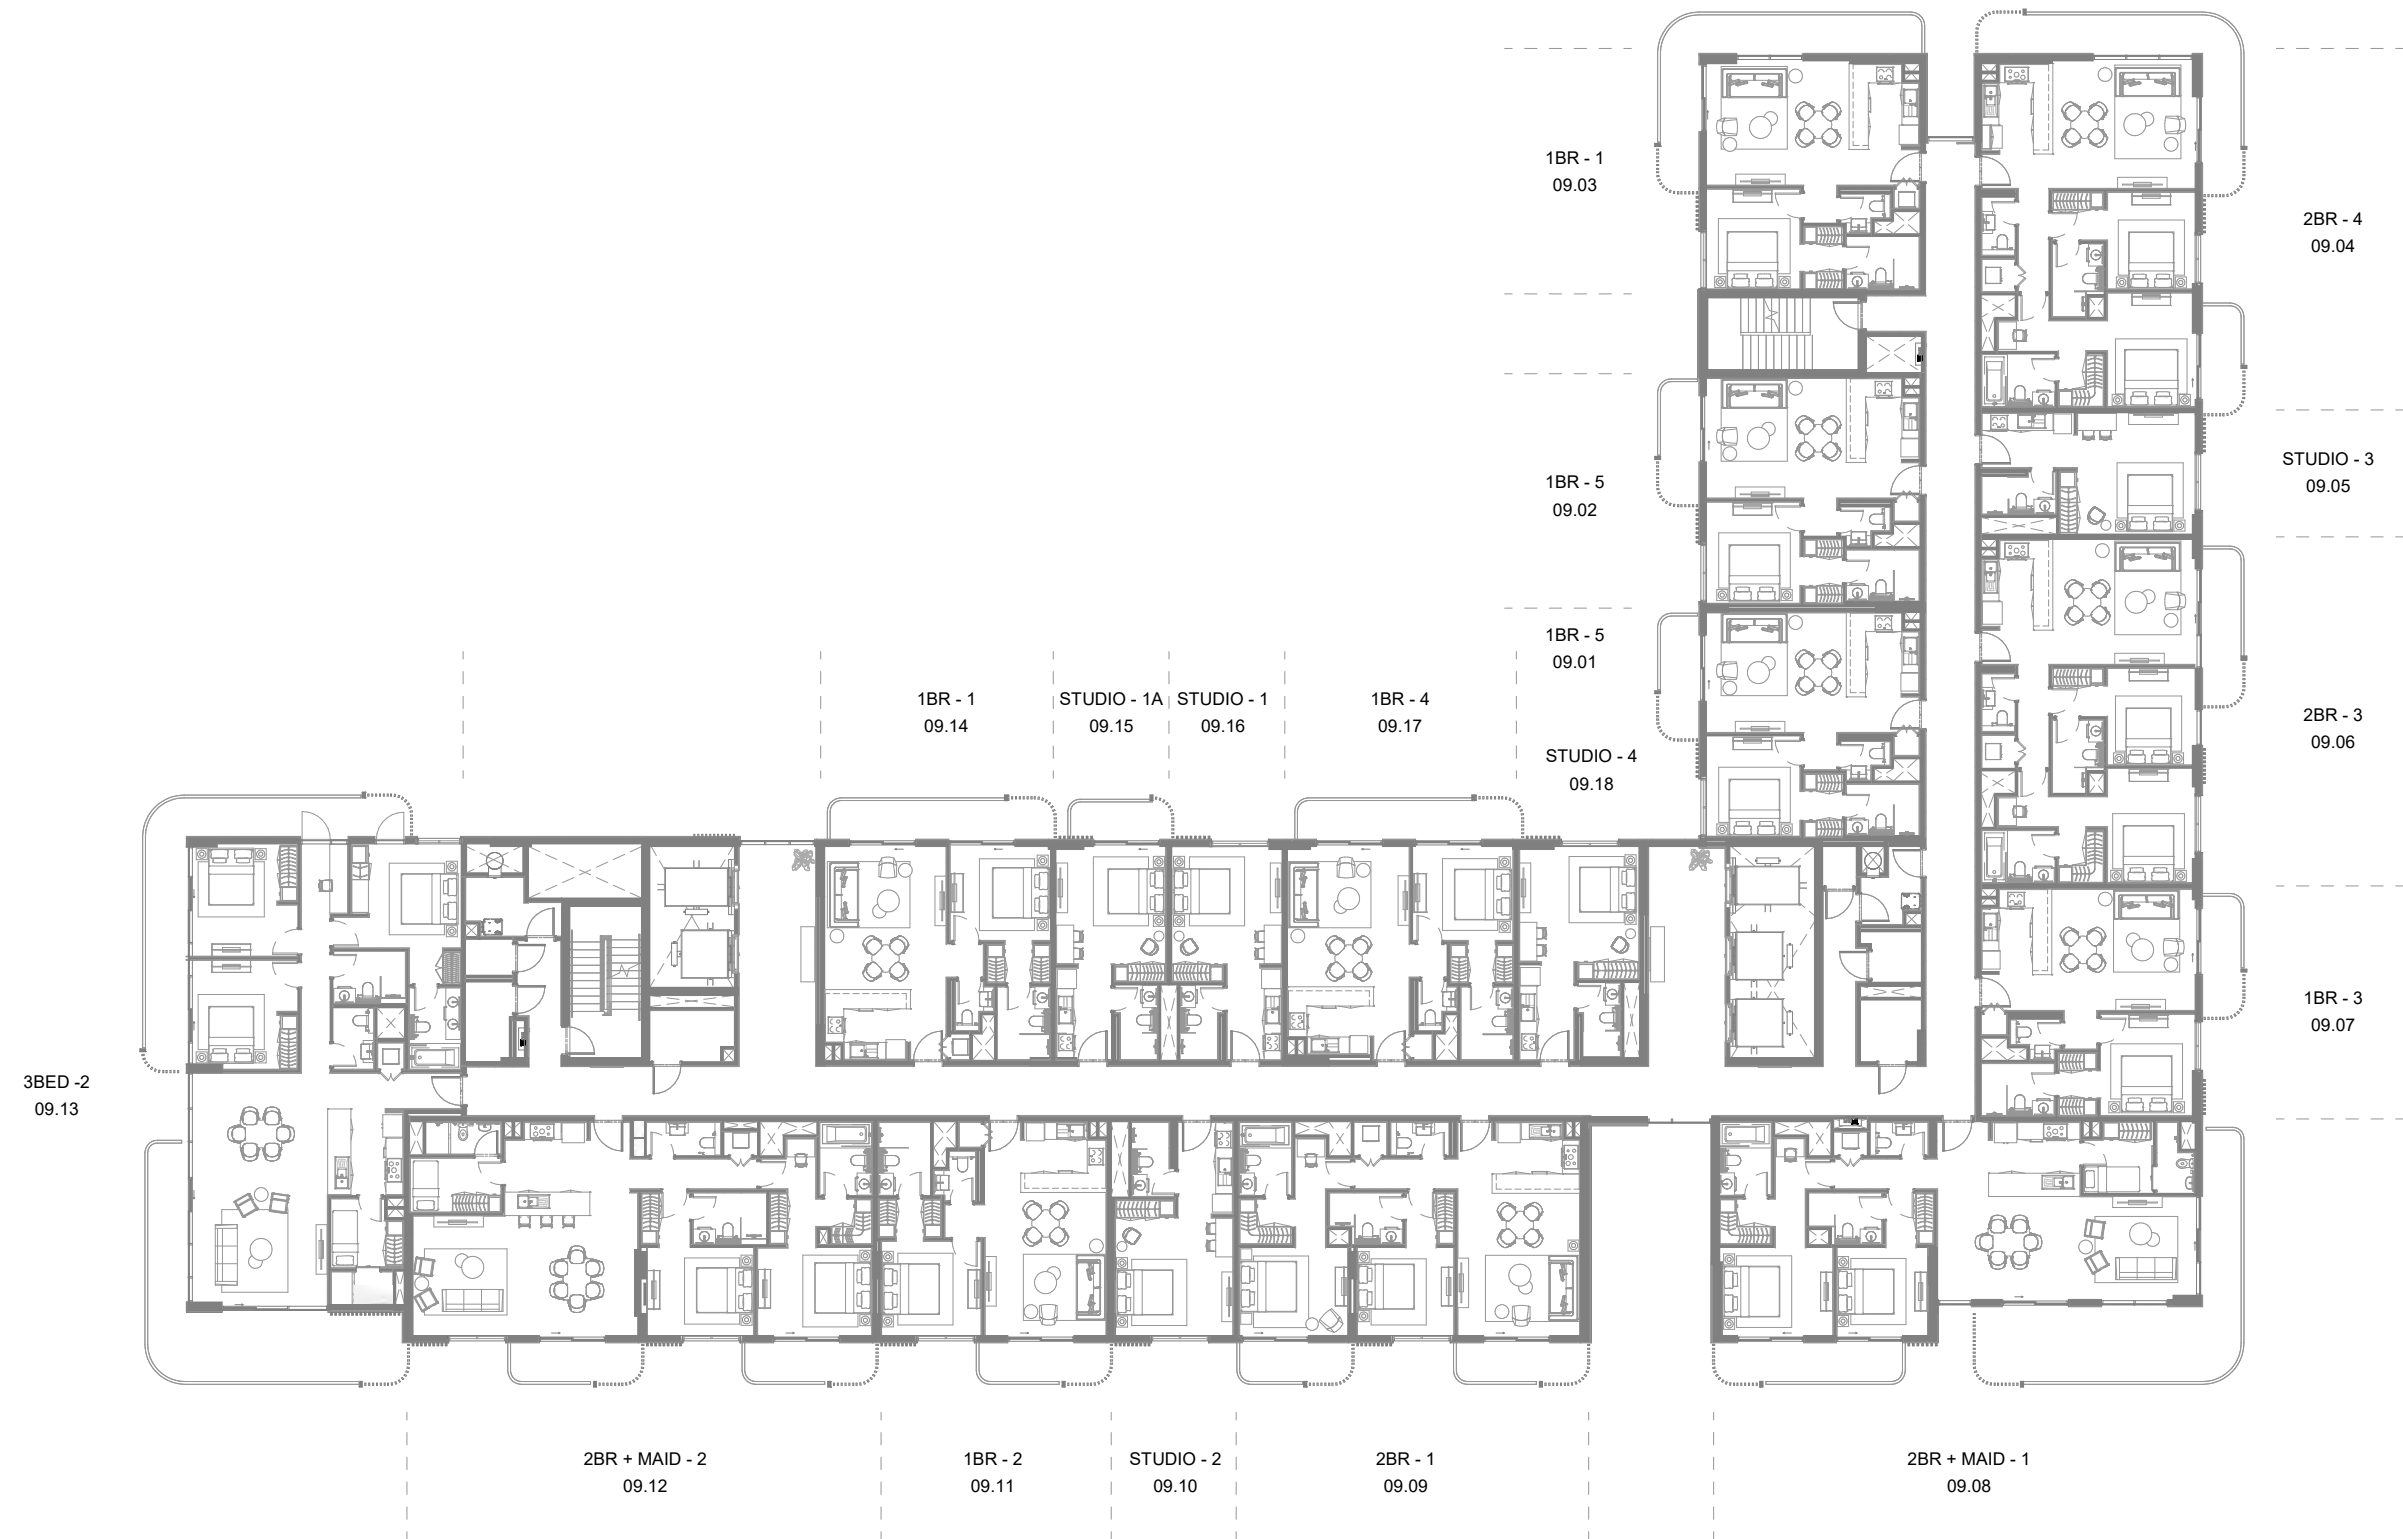 1BR - 1
09.03
2BR - 4
09.04
STUDIO - 3
09.05
1BR - 5
09.02
1BR - 5
09.01
1BR - 1
09.14
STUDIO - 1A
09.15
STUDIO - 1
09.16
1BR - 4
09.17
STUDIO - 4
09.18
2BR - 3
09.06
1BR - 3
09.07
3BED -2
09.13
2BR + MAID - 2
09.12
1BR - 2
09.11
STUDIO - 2
09.10
2BR - 1
09.09
2BR + MAID - 1
09.08